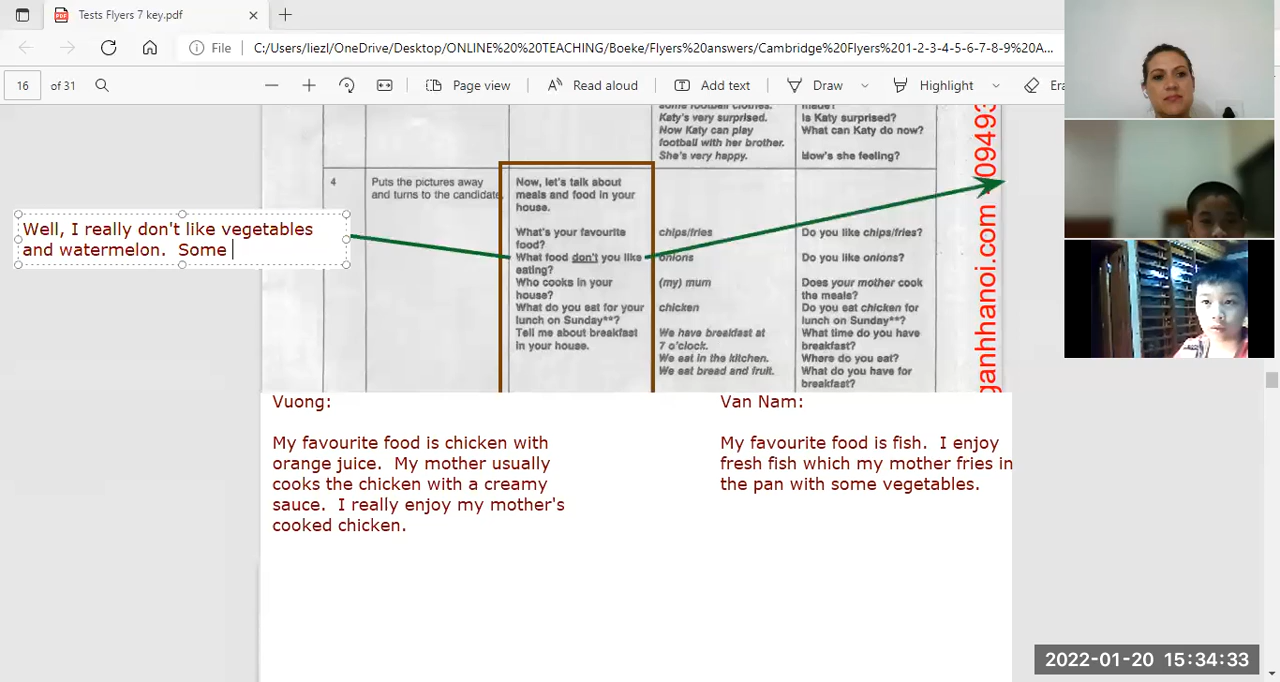 Tests Flyers 7 key.pdf
File
C:/Users/liezl/OneDrive/Desktop/ONLINE%20%20TEACHING/Boeke/Flyers%20answers/Cambridge%20Flyers%201-2-3-4-5-6-7-8-9%20A...
16 of 31
Page view
Read aloud
Add text
Draw
Highlight
Era
some football clothes.
Katy's very surprised.
Now Katy can play
football with her brother.
She's very happy.
made?
Is Katy surprised?
What can Katy do now?
How's she feeling?
4
Puts the pictures away
and turns to the candidate.
Now, let's talk about
meals and food in your
house.
What's your favourite
food?
What food don't you like
eating?
Who cooks in your
house?
What do you eat for your
lunch on Sunday**?
Tell me about breakfast
in your house.
chips/fries
onions
(my) mum
chicken
We have breakfast at
7 o'clock.
We eat in the kitchen.
We eat bread and fruit.
Do you like chips/fries?
Do you like onions?
Does your mother cook
the meals?
Do you eat chicken for
lunch on Sunday**?
What time do you have
breakfast?
Where do you eat?
What do you have for
breakfast?
ganhhanoi.com 09493
Well, I really don't like vegetables
and watermelon. Some
Vuong:
My favourite food is chicken with
orange juice. My mother usually
cooks the chicken with a creamy
sauce. I really enjoy my mother's
cooked chicken.
Van Nam:
My favourite food is fish. I enjoy
fresh fish which my mother fries in
the pan with some vegetables.
2022-01-20 15:34:33